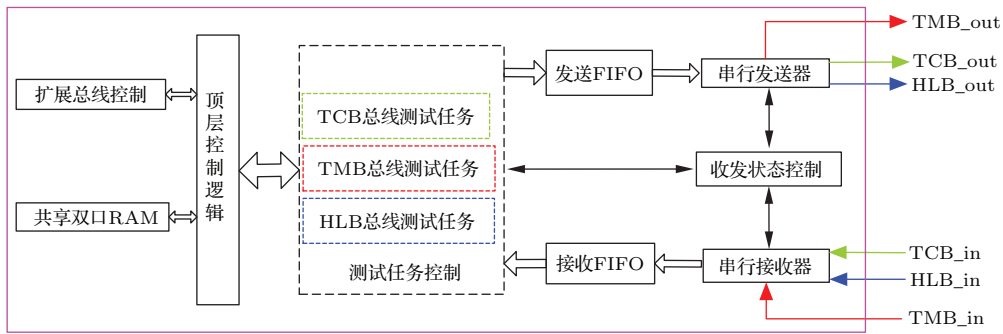 TMB_out
发送FIFO
串行发送器
TCB_out
HLB_out
扩展总线控制
顶层控制逻辑
TCB总线测试任务
TMB总线测试任务
收发状态控制
HLB总线测试任务
共享双口RAM
测试任务控制
接收FIFO
串行接收器
TCB_in
HLB_in
TMB_in